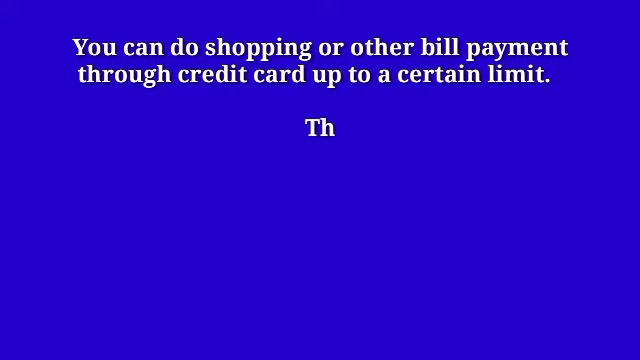 You can do shopping or other bill payment
through credit card up to a certain limit.
Th